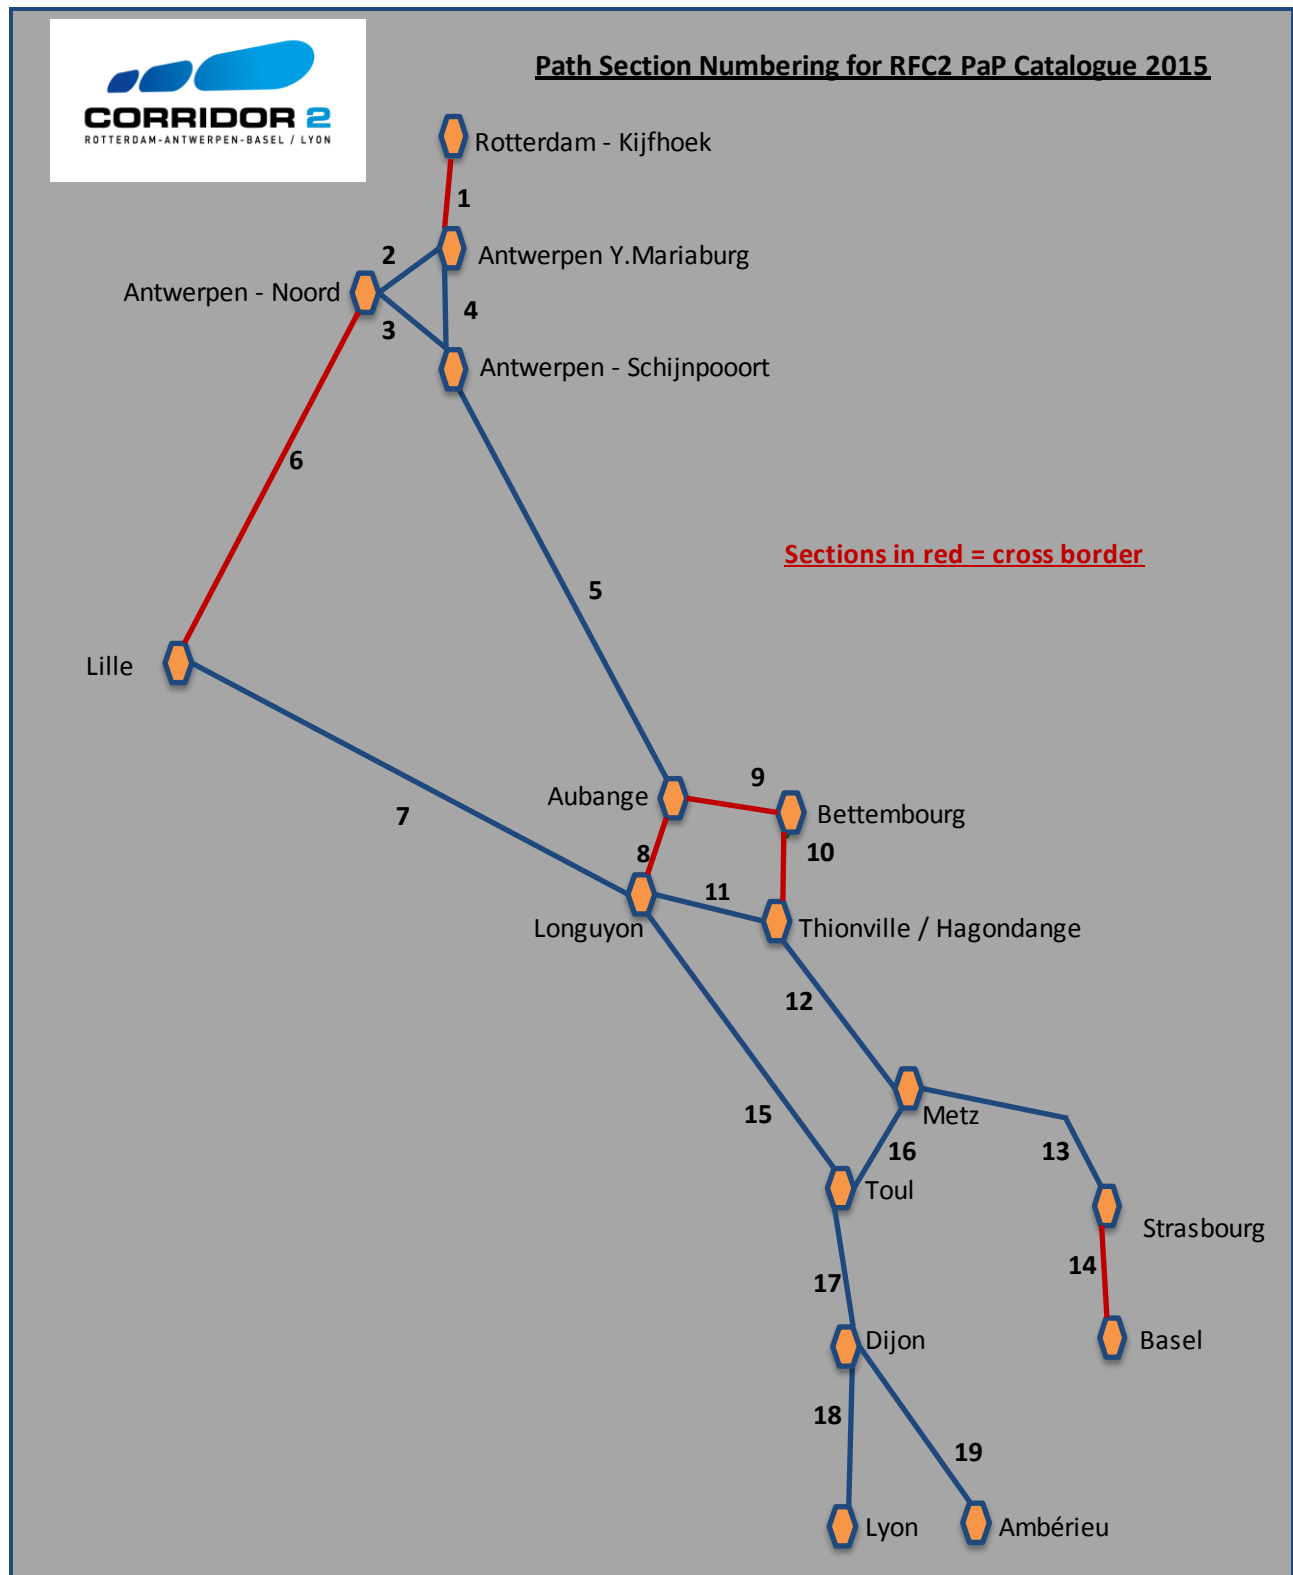 CORRIDOR 2
ROTTERDAM-ANTWERPEN-BASEL / LYON
Path Section Numbering for RFC2 PaP Catalogue 2015
Rotterdam - Kijfhoek
1
2
Antwerpen Y.Mariaburg
Antwerpen - Noord
3
4
Antwerpen - Schijnpooort
6
Sections in red = cross border
5
Lille
9
Aubange
Bettembourg
7
8
10
11
Longuyon
Thionville / Hagondange
12
15
Metz
16
13
Toul
Strasbourg
14
17
Dijon
Basel
18
19
Lyon
Ambérieu